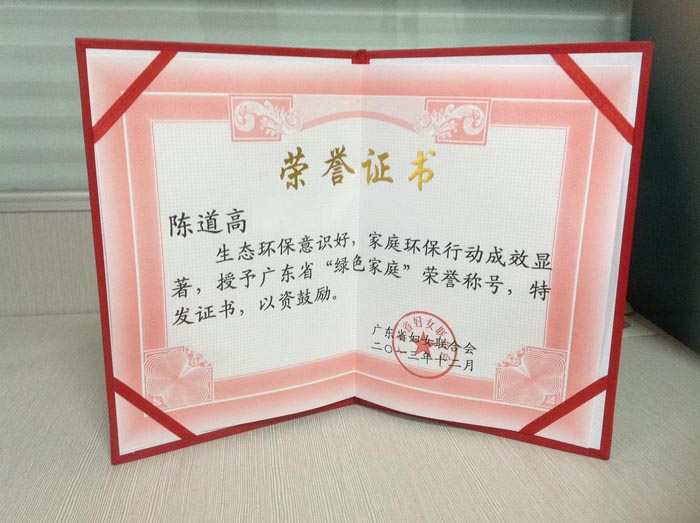 荣誉证书
陈道高
生态环保意识好，家庭环保行动成效显
著，授予广东省“绿色家庭”荣誉称号，特
发证书，以资鼓励。
广东省妇女联合会
二〇一三年十二月